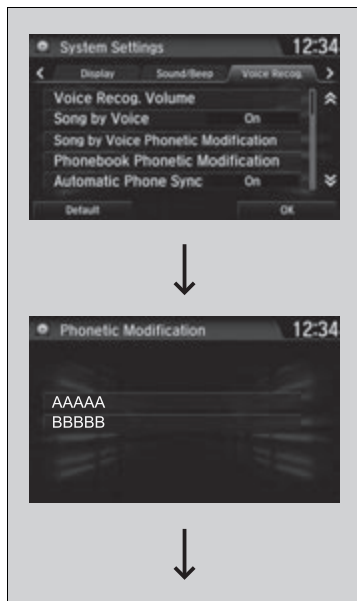 System Settings 12:34
Display Sound/Beep Voice Recog.
Voice Recog. Volume
Song by Voice On
Song by Voice Phonetic Modification
Phonebook Phonetic Modification
Automatic Phone Sync On
Default OK
Phonetic Modification 12:34
AAAAA
BBBBB